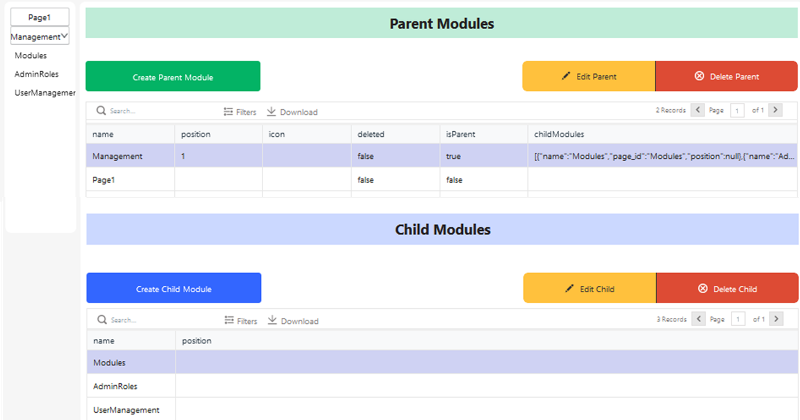 Page1
Management
Modules
AdminRoles
UserManagemer
Parent Modules
Create Parent Module
Edit Parent
Delete Parent
Search...
Filters
Download
2 Records
Page
1
of 1
name position icon deleted isParent childModules
Management 1 false true [{"name":"Modules","page_id":"Modules","position":null},{"name":"Ad...
Page1 false false
Child Modules
Create Child Module
Edit Child
Delete Child
Search...
Filters
Download
3 Records
Page
1
of 1
name position
Modules
AdminRoles
UserManagement